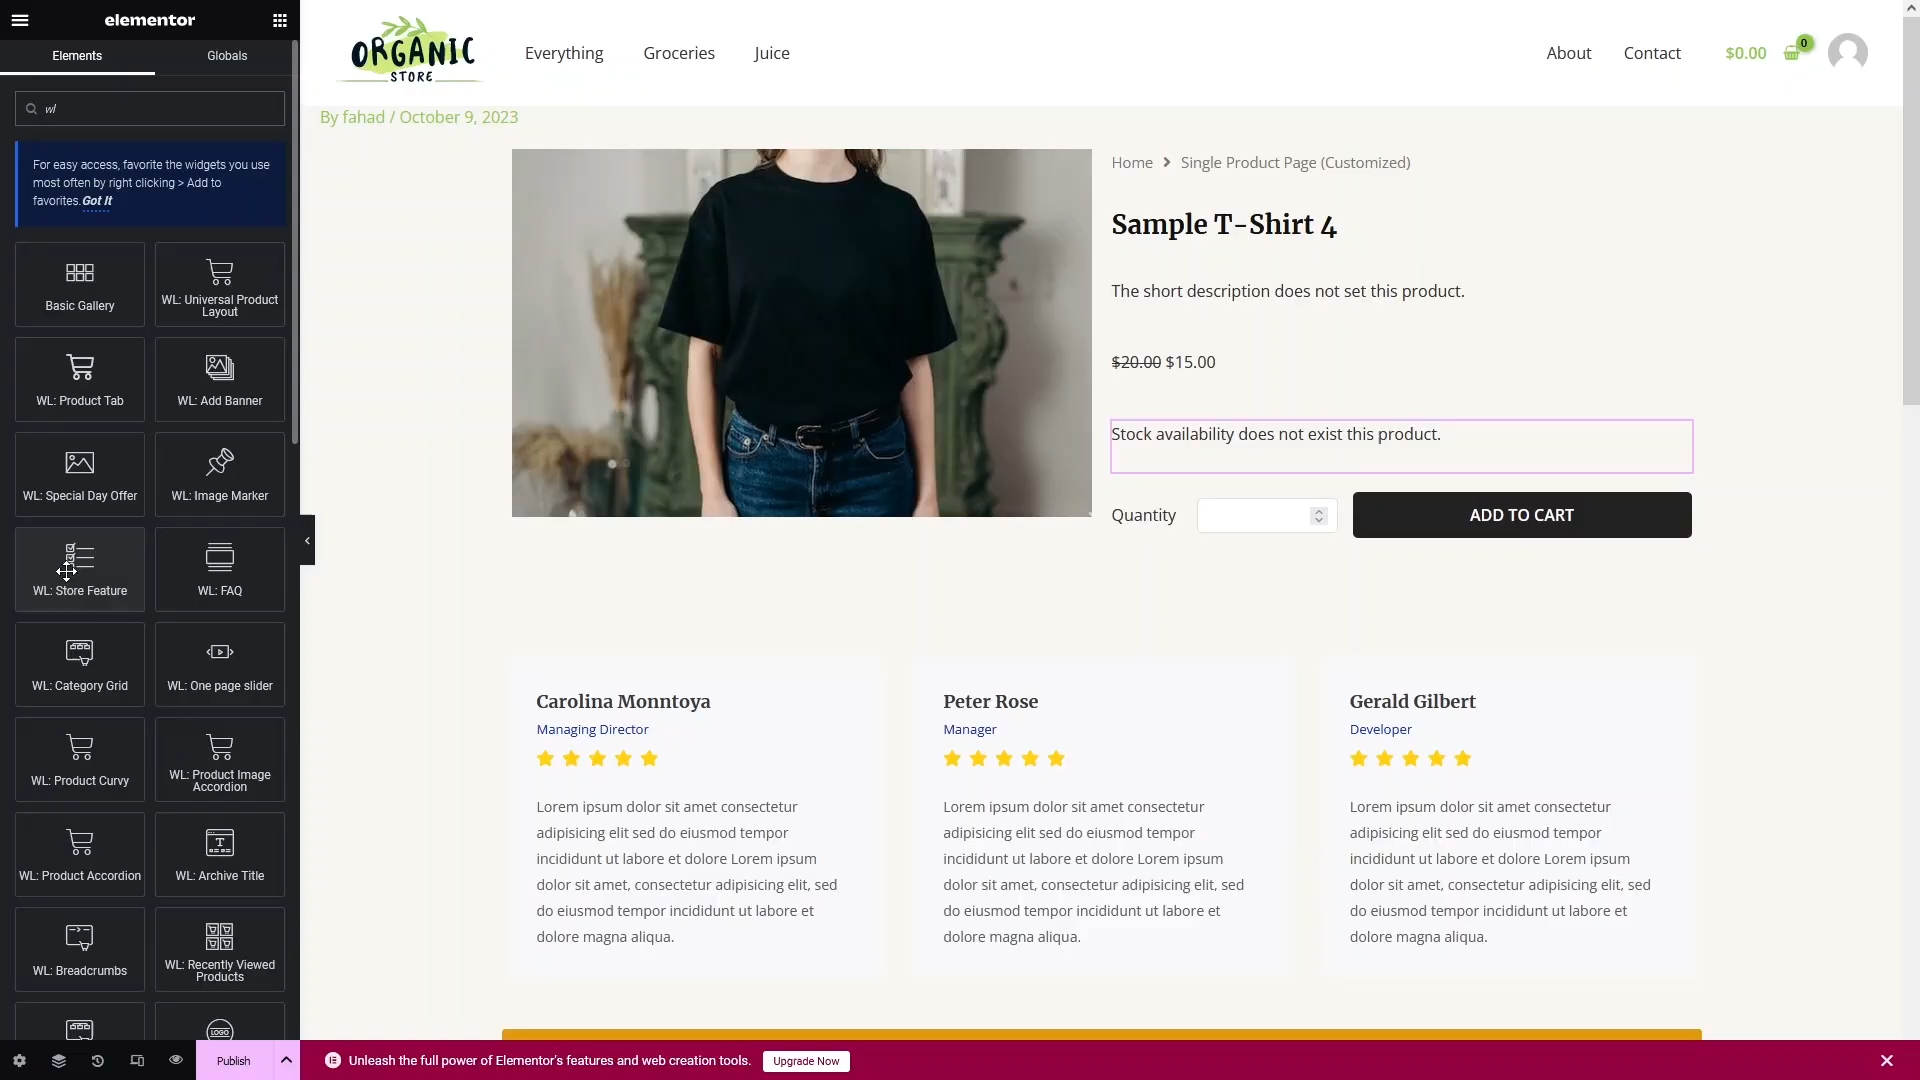 elementor
Elements
Globals
wl
For easy access, favorite the widgets you use
most often by right clicking > Add to
favorites. Got It
Basic Gallery
WL: Universal Product
Layout
WL: Product Tab
WL: Add Banner
WL: Special Day Offer
WL: Image Marker
WL: Store Feature
WL: FAQ
WL: Category Grid
WL: One page slider
WL: Product Curvy
WL: Product Image
Accordion
WL: Product Accordion
WL: Archive Title
WL: Breadcrumbs
WL: Recently Viewed
Products
LOGO
Publish
ORGANIC
STORE
Everything
Groceries
Juice
About
Contact
$0.00
0
By fahad / October 9, 2023
Home > Single Product Page (Customized)
Sample T-Shirt 4
The short description does not set this product.
$20.00 $15.00
Stock availability does not exist this product.
Quantity
ADD TO CART
Carolina Monntoya
Managing Director
Lorem ipsum dolor sit amet consectetur
adipisicing elit sed do eiusmod tempor
incididunt ut labore et dolore Lorem ipsum
dolor sit amet, consectetur adipisicing elit, sed
do eiusmod tempor incididunt ut labore et
dolore magna aliqua.
Peter Rose
Manager
Lorem ipsum dolor sit amet consectetur
adipisicing elit sed do eiusmod tempor
incididunt ut labore et dolore Lorem ipsum
dolor sit amet, consectetur adipisicing elit, sed
do eiusmod tempor incididunt ut labore et
dolore magna aliqua.
Gerald Gilbert
Developer
Lorem ipsum dolor sit amet consectetur
adipisicing elit sed do eiusmod tempor
incididunt ut labore et dolore Lorem ipsum
dolor sit amet, consectetur adipisicing elit, sed
do eiusmod tempor incididunt ut labore et
dolore magna aliqua.
Unleash the full power of Elementor's features and web creation tools.
Upgrade Now